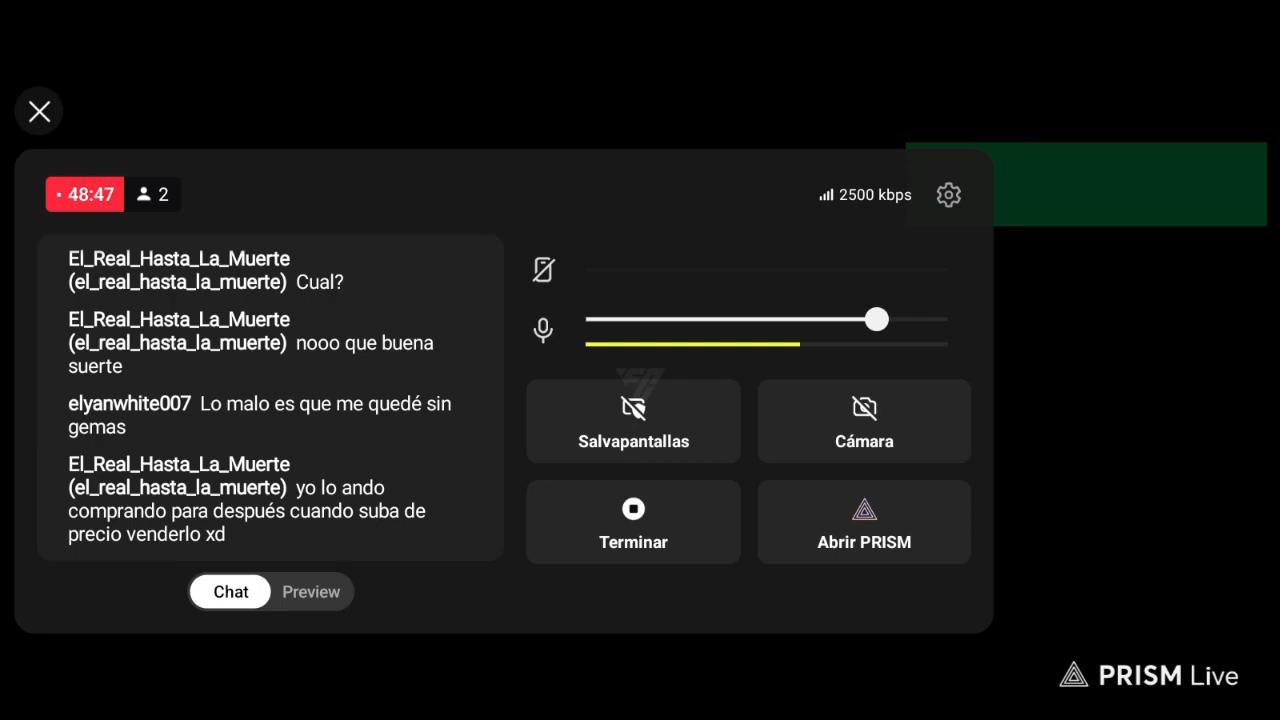 48:47
2
2500 kbps
El_Real_Hasta_La_Muerte
(el_real_hasta_la_muerte) Cual?
El_Real_Hasta_La_Muerte
(el_real_hasta_la_muerte) nooo que buena
suerte
elyanwhite007 Lo malo es que me quedé sin
gemas
El_Real_Hasta_La_Muerte
(el_real_hasta_la_muerte) yo lo ando
comprando para después cuando suba de
precio venderlo xd
Chat
Preview
Salvapantallas
Cámara
Terminar
Abrir PRISM
PRISM Live